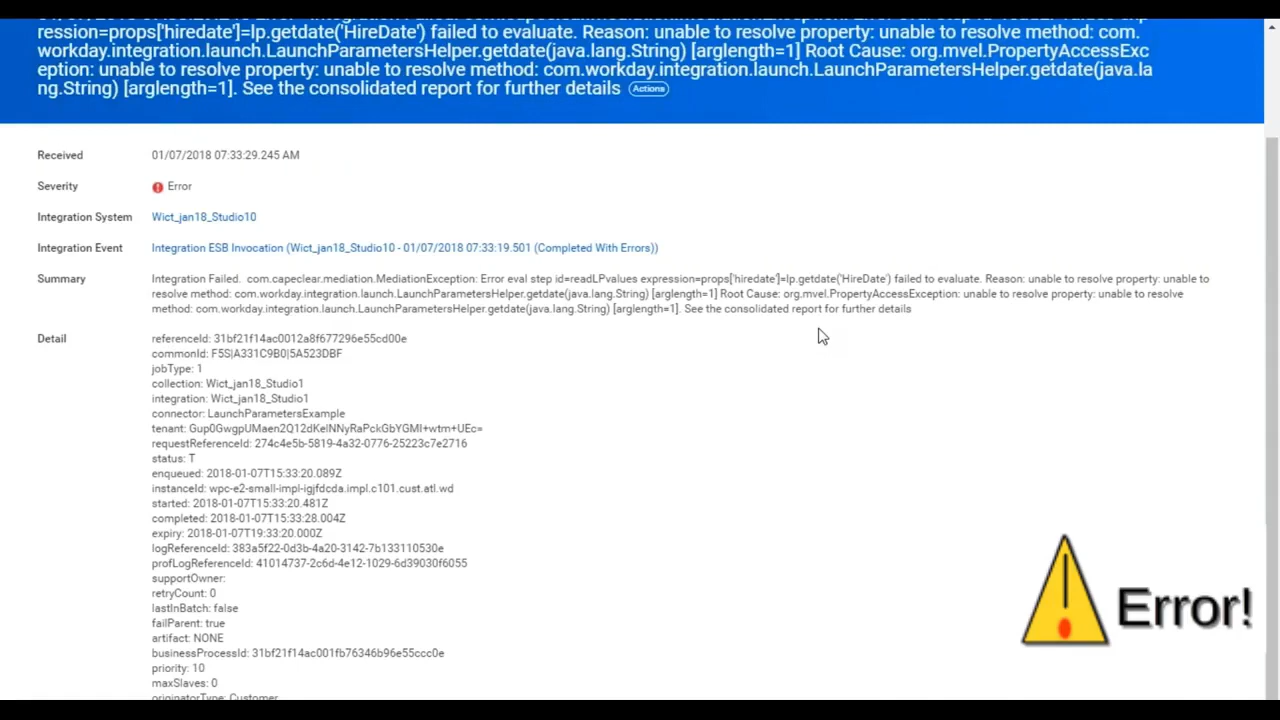 ression=props['hiredate']=lp.getdate('HireDate') failed to evaluate. Reason: unable to resolve property: unable to resolve method: com.
workday.integration.launch.LaunchParametersHelper.getdate(java.lang.String) [arglength=1] Root Cause: org.mvel.PropertyAccessExc
eption: unable to resolve property: unable to resolve method: com.workday.integration.launch.LaunchParametersHelper.getdate(java.la
ng.String) [arglength=1]. See the consolidated report for further details Actions
Received 01/07/2018 07:33:29.245 AM
Severity Error
Integration System Wict_jan18_Studio10
Integration Event Integration ESB Invocation (Wict_jan18_Studio10 - 01/07/2018 07:33:19.501 (Completed With Errors))
Summary Integration Failed. com.capeclear.mediation.MediationException: Error eval step id=readLPvalues expression=props['hiredate']=lp.getdate('HireDate') failed to evaluate. Reason: unable to resolve property: unable to
resolve method: com.workday.integration.launch.LaunchParametersHelper.getdate(java.lang.String) [arglength=1] Root Cause: org.mvel.PropertyAccessException: unable to resolve property: unable to resolve
method: com.workday.integration.launch.LaunchParametersHelper.getdate(java.lang.String) [arglength=1]. See the consolidated report for further details
Detail referenceId: 31bf21f14ac0012a8f677296e55cd00e
commonId: F5S|A331C9B0|5A523DBF
jobType: 1
collection: Wict_jan18_Studio1
integration: Wict_jan18_Studio1
connector: LaunchParametersExample
tenant: Gup0GwgpUMaen2Q12dKeINNyRaPckGbYGMI+wtm+UEc=
requestReferenceId: 274c4e5b-5819-4a32-0776-25223c7e2716
status: T
enqueued: 2018-01-07T15:33:20.089Z
instanceId: wpc-e2-small-impl-igjfdcda.impl.c101.cust.atl.wd
started: 2018-01-07T15:33:20.481Z
completed: 2018-01-07T15:33:28.004Z
expiry: 2018-01-07T19:33:20.000Z
logReferenceId: 383a5f22-0d3b-4a20-3142-7b133110530e
profLogReferenceId: 41014737-2c6d-4e12-1029-6d39030f6055
supportOwner:
retryCount: 0
lastInBatch: false
failParent: true
artifact: NONE
businessProcessId: 31bf21f14ac001fb76346b96e55ccc0e
priority: 10
maxSlaves: 0
originatorType: Customer
Error!